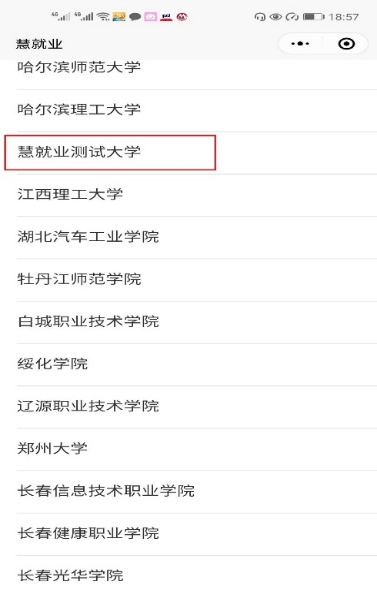 4G 4G 18:57
慧就业
哈尔滨师范大学
哈尔滨理工大学
慧就业测试大学
江西理工大学
湖北汽车工业学院
牡丹江师范学院
白城职业技术学院
绥化学院
辽源职业技术学院
郑州大学
长春信息技术职业学院
长春健康职业学院
长春光华学院